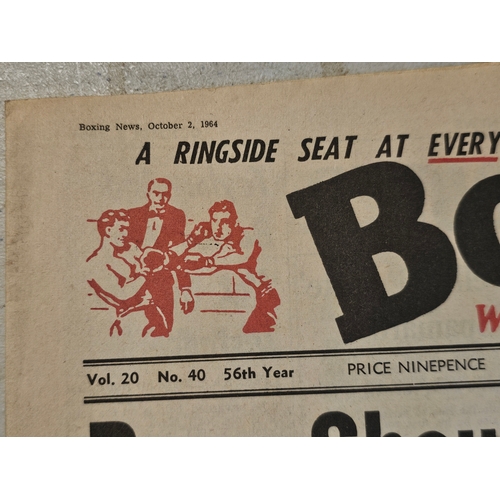 Boxing News, October 2, 1964
A RINGSIDE SEAT AT EVERY
Bo
W
Vol. 20 No. 40 56th Year PRICE NINEPENCE